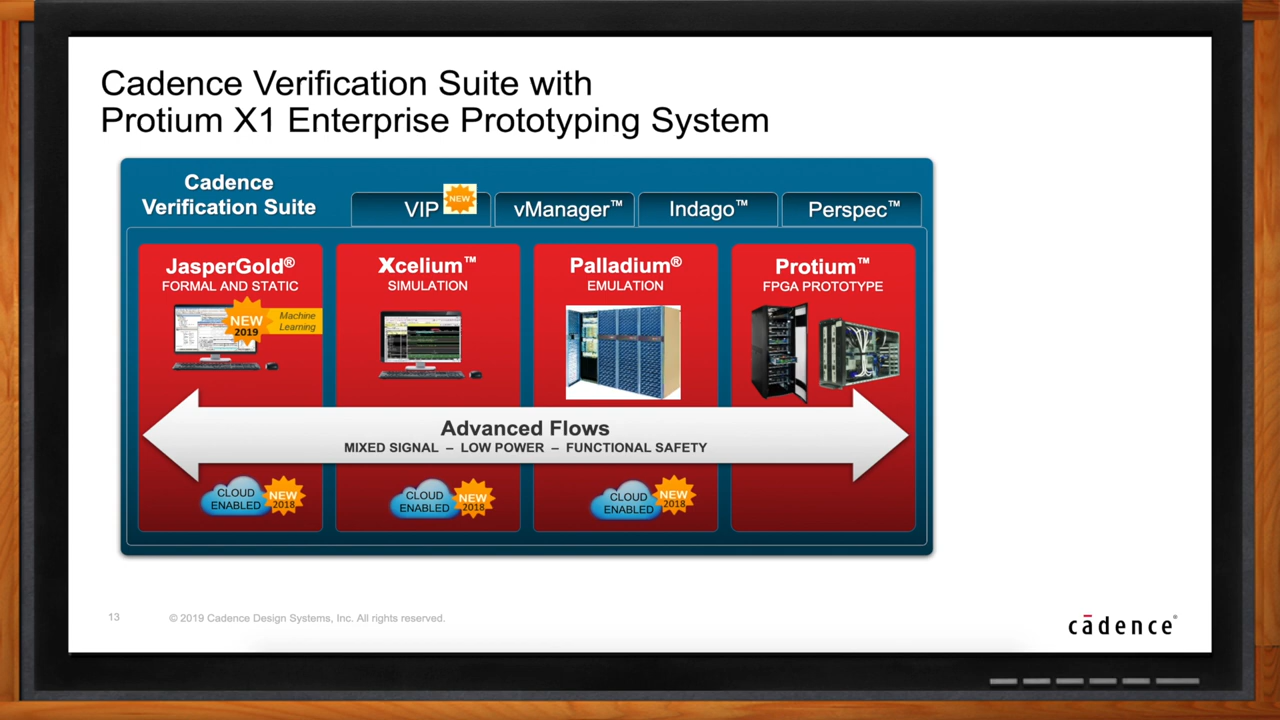 Cadence Verification Suite with
Protium X1 Enterprise Prototyping System
Cadence
Verification Suite
VIP
NEW
vManager™
Indago™
Perspec™
JasperGold®
FORMAL AND STATIC
NEW
2019
Machine
Learning
Xcelium™
SIMULATION
Palladium®
EMULATION
Protium™
FPGA PROTOTYPE
Advanced Flows
MIXED SIGNAL – LOW POWER – FUNCTIONAL SAFETY
CLOUD
ENABLED
NEW
2018
CLOUD
ENABLED
NEW
2018
CLOUD
ENABLED
NEW
2018
13
© 2019 Cadence Design Systems, Inc. All rights reserved.
cādence®